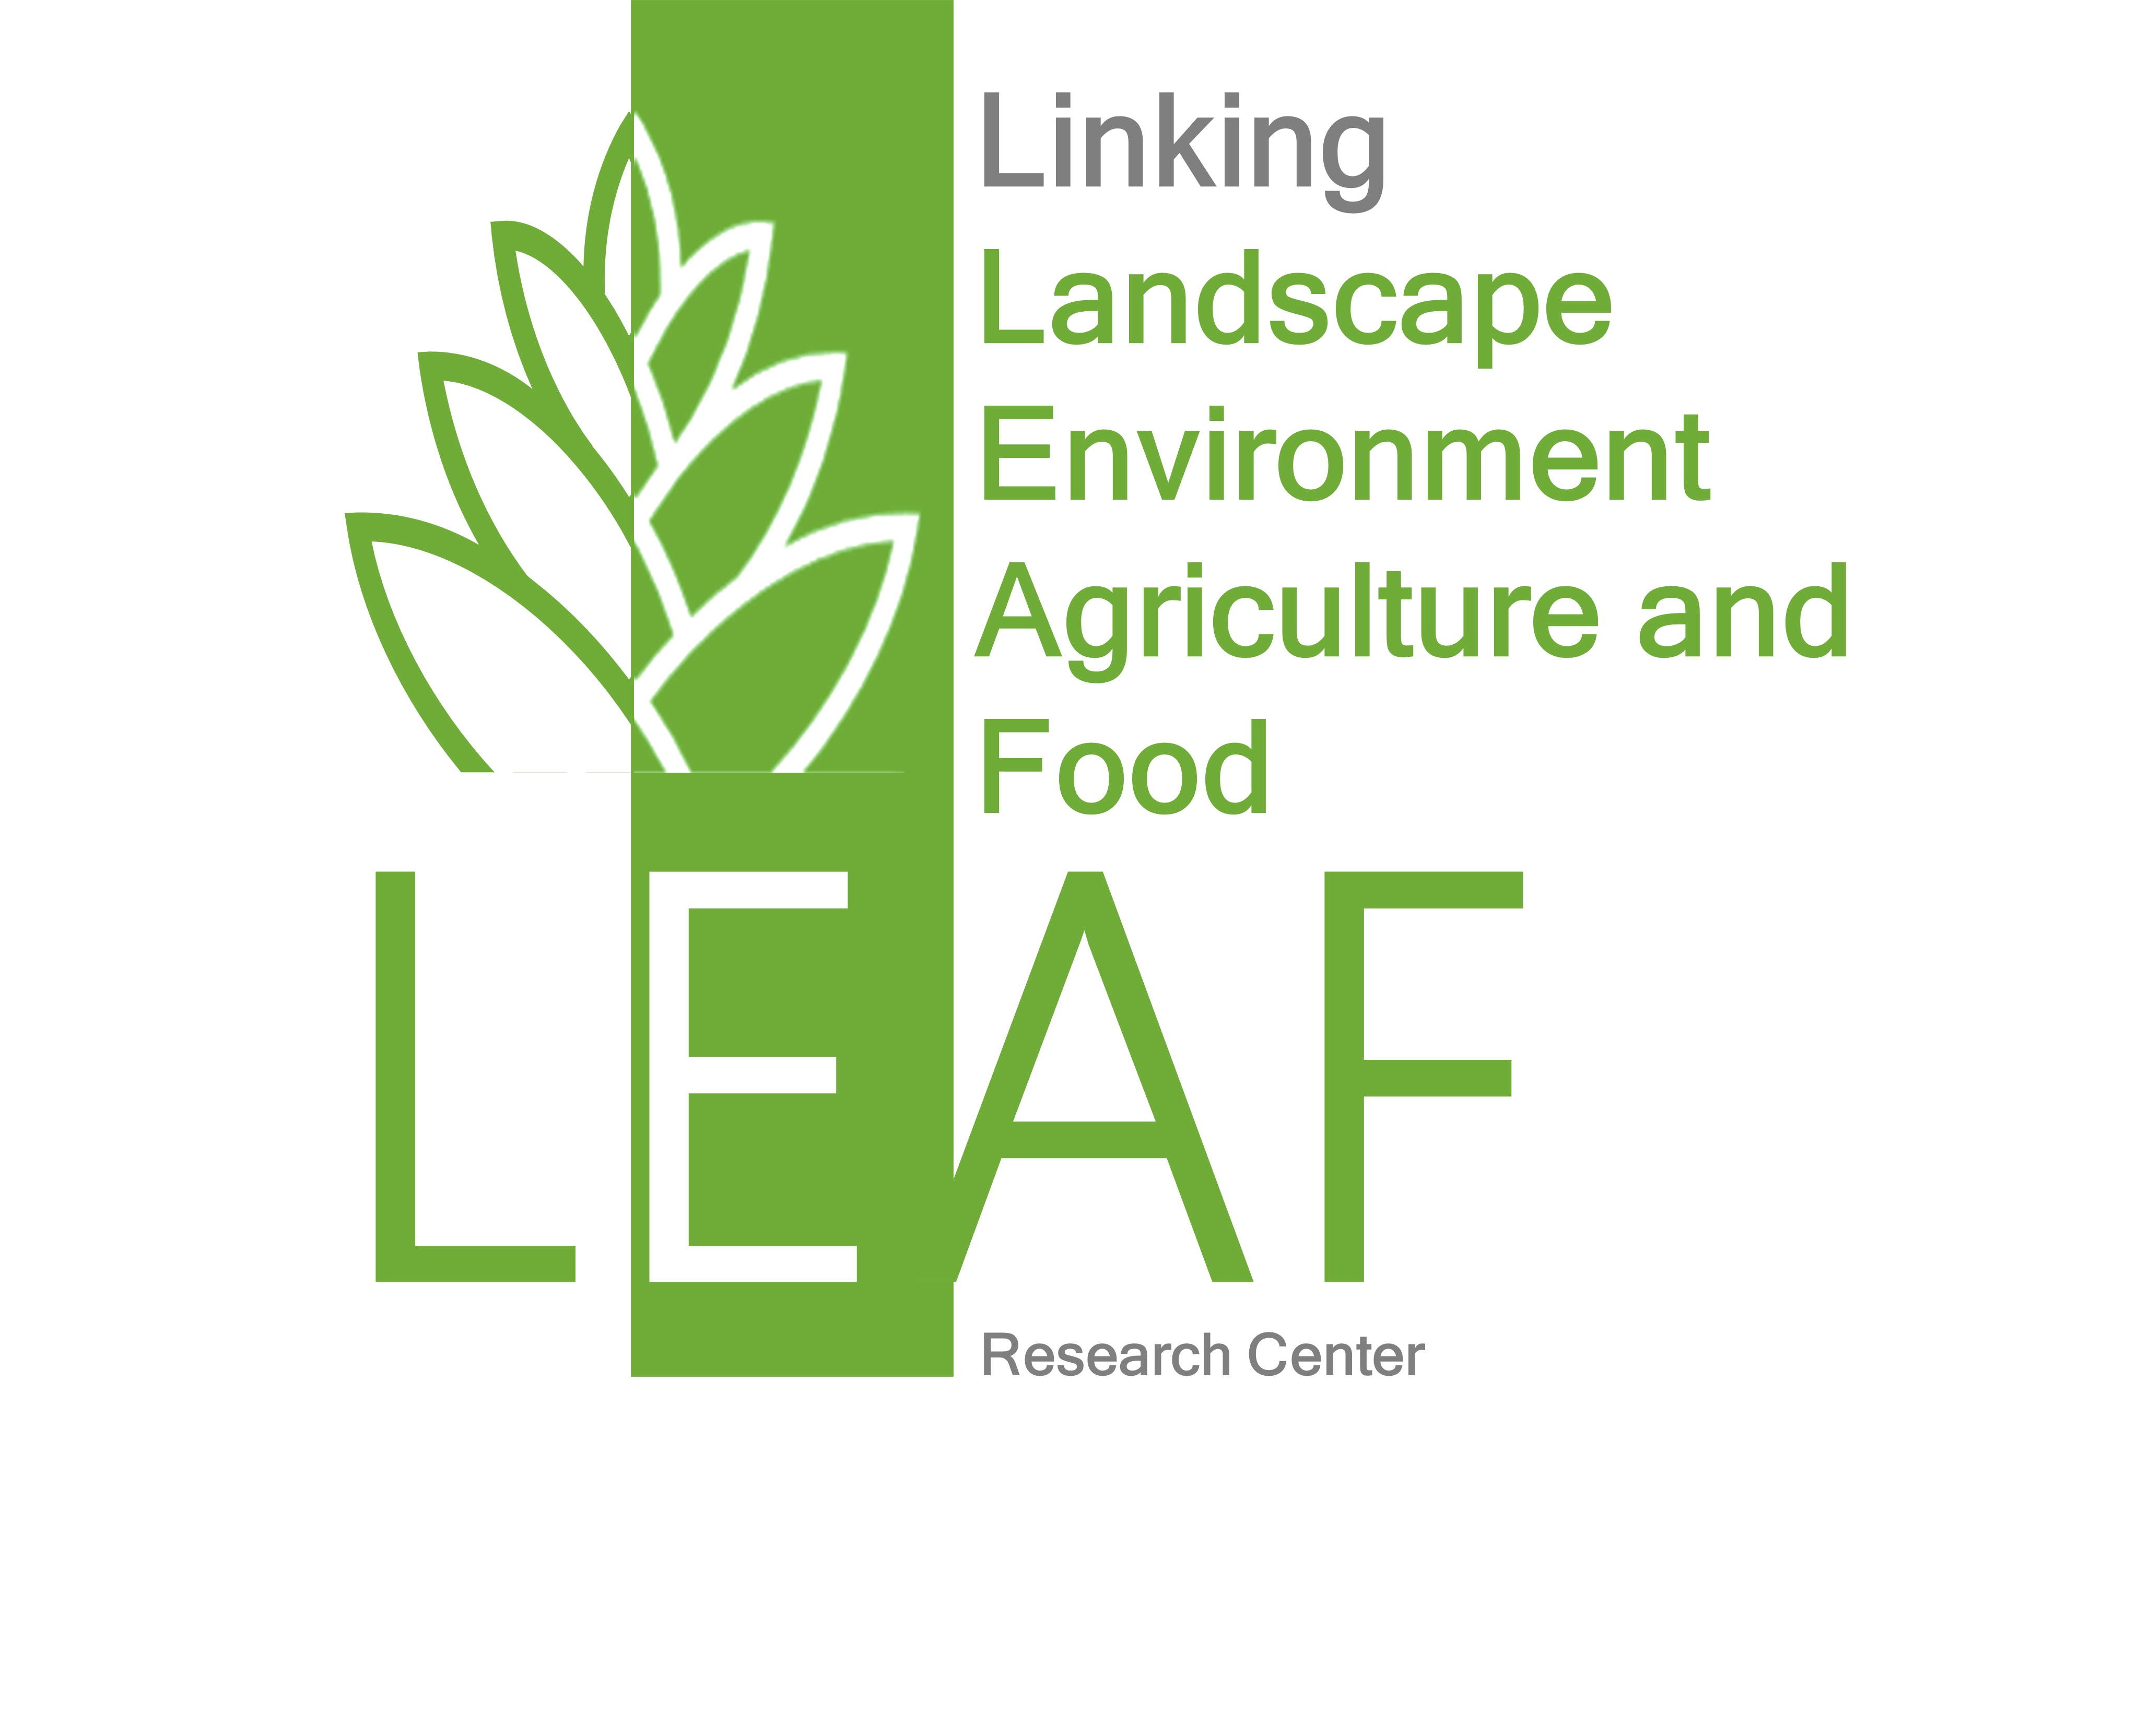 Linking
Landscape
Environment
Agriculture and
Food
LEAF
Research Center